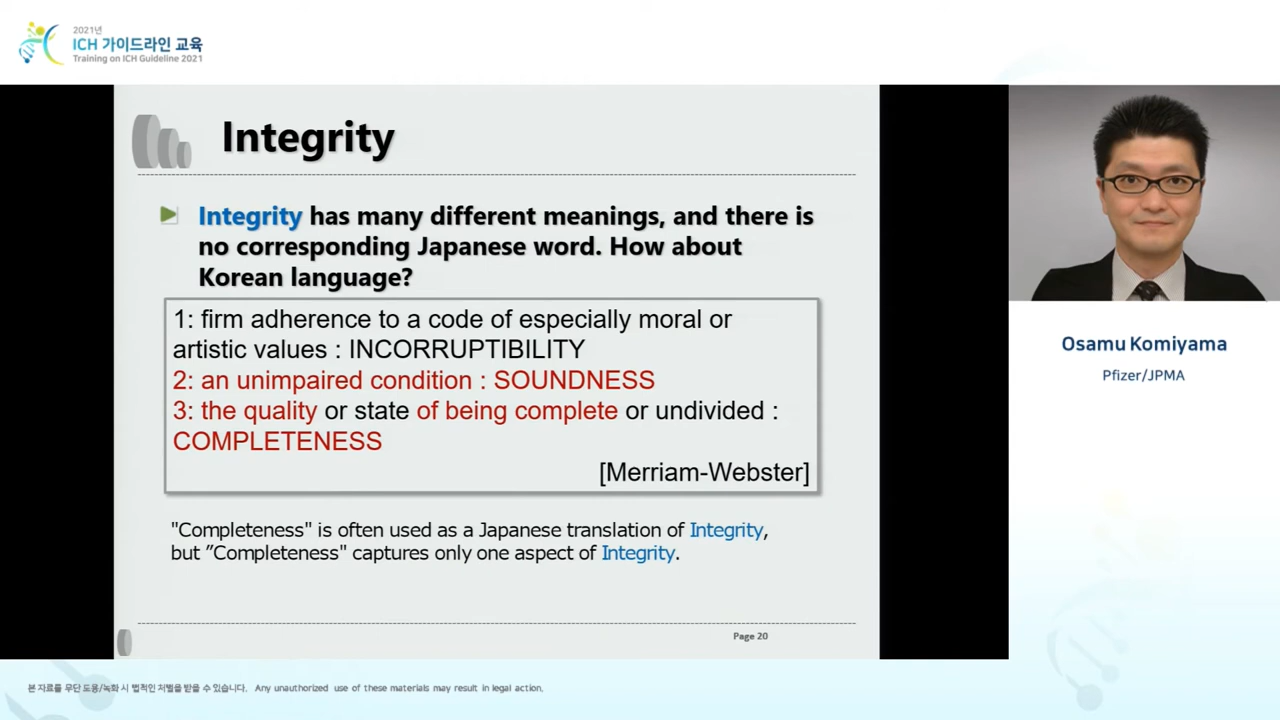 2021년
ICH 가이드라인 교육
Training on ICH Guideline 2021
Integrity
Integrity has many different meanings, and there is
no corresponding Japanese word. How about
Korean language?
1: firm adherence to a code of especially moral or
artistic values : INCORRUPTIBILITY
2: an unimpaired condition : SOUNDNESS
3: the quality or state of being complete or undivided :
COMPLETENESS
[Merriam-Webster]
"Completeness" is often used as a Japanese translation of Integrity,
but ”Completeness" captures only one aspect of Integrity.
Page 20
Osamu Komiyama
Pfizer/JPMA
본 자료를 무단 도용/녹화 시 법적인 처벌을 받을 수 있습니다. Any unauthorized use of these materials may result in legal action.